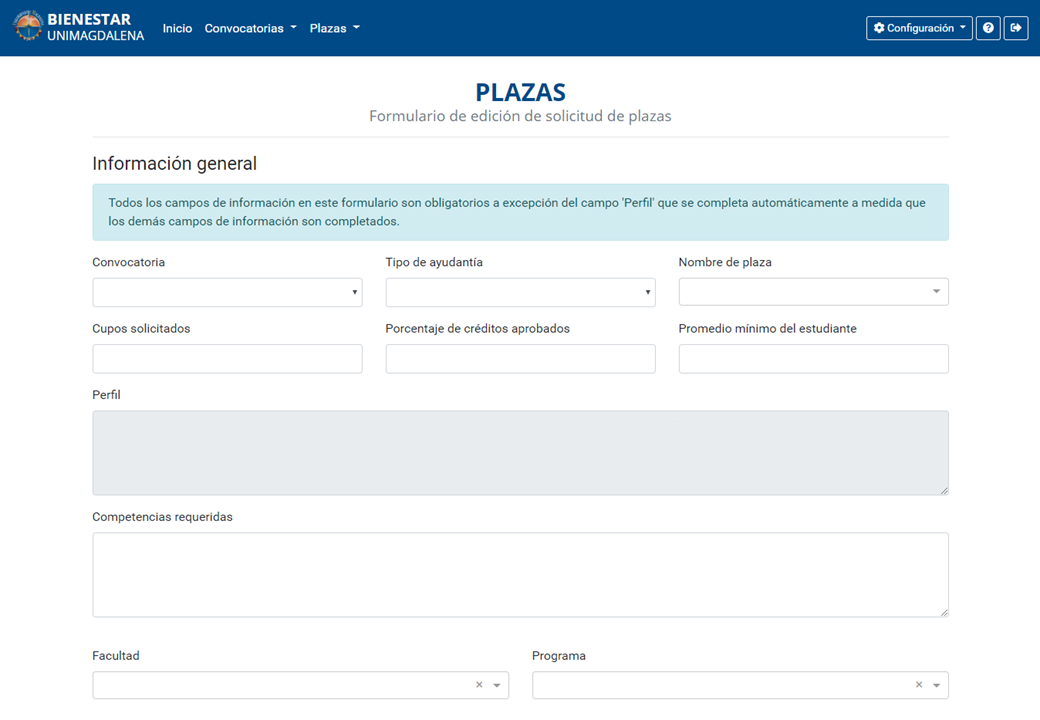 BIENESTAR
UNIMAGDALENA
Inicio
Convocatorias
Plazas
Configuración
PLAZAS
Formulario de edición de solicitud de plazas
Información general
Todos los campos de información en este formulario son obligatorios a excepción del campo 'Perfil' que se completa automáticamente a medida que
los demás campos de información son completados.
Convocatoria
Tipo de ayudantía
Nombre de plaza
Cupos solicitados
Porcentaje de créditos aprobados
Promedio mínimo del estudiante
Perfil
Competencias requeridas
Facultad
Programa